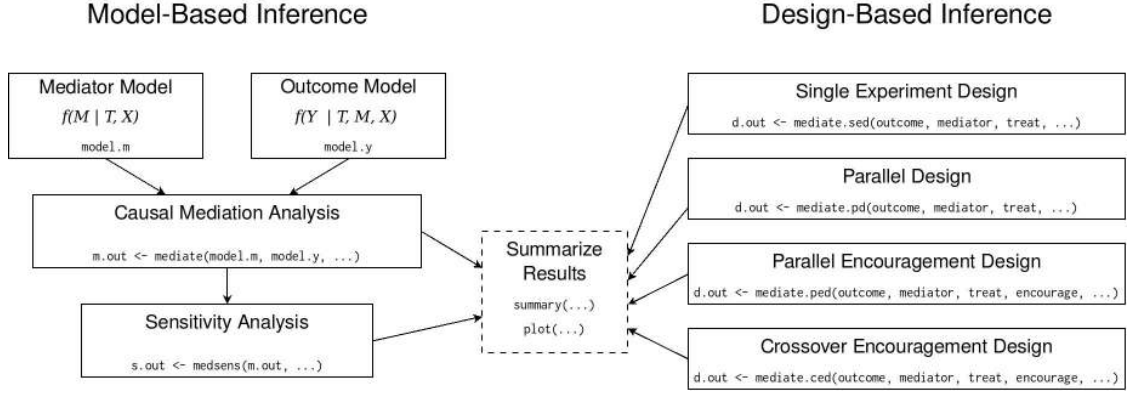 Model-Based Inference
Design-Based Inference
Mediator Model
f(M | T, X)
model.m
Outcome Model
f(Y | T, M, X)
model.y
Causal Mediation Analysis
m.out <- mediate(model.m, model.y, ...)
Sensitivity Analysis
s.out <- medsens(m.out, ...)
Summarize
Results
summary(...)
plot(...)
Single Experiment Design
d.out <- mediate.sed(outcome, mediator, treat, ...)
Parallel Design
d.out <- mediate.pd(outcome, mediator, treat, ...)
Parallel Encouragement Design
d.out <- mediate.ped(outcome, mediator, treat, encourage, ...)
Crossover Encouragement Design
d.out <- mediate.ced(outcome, mediator, treat, encourage, ...)